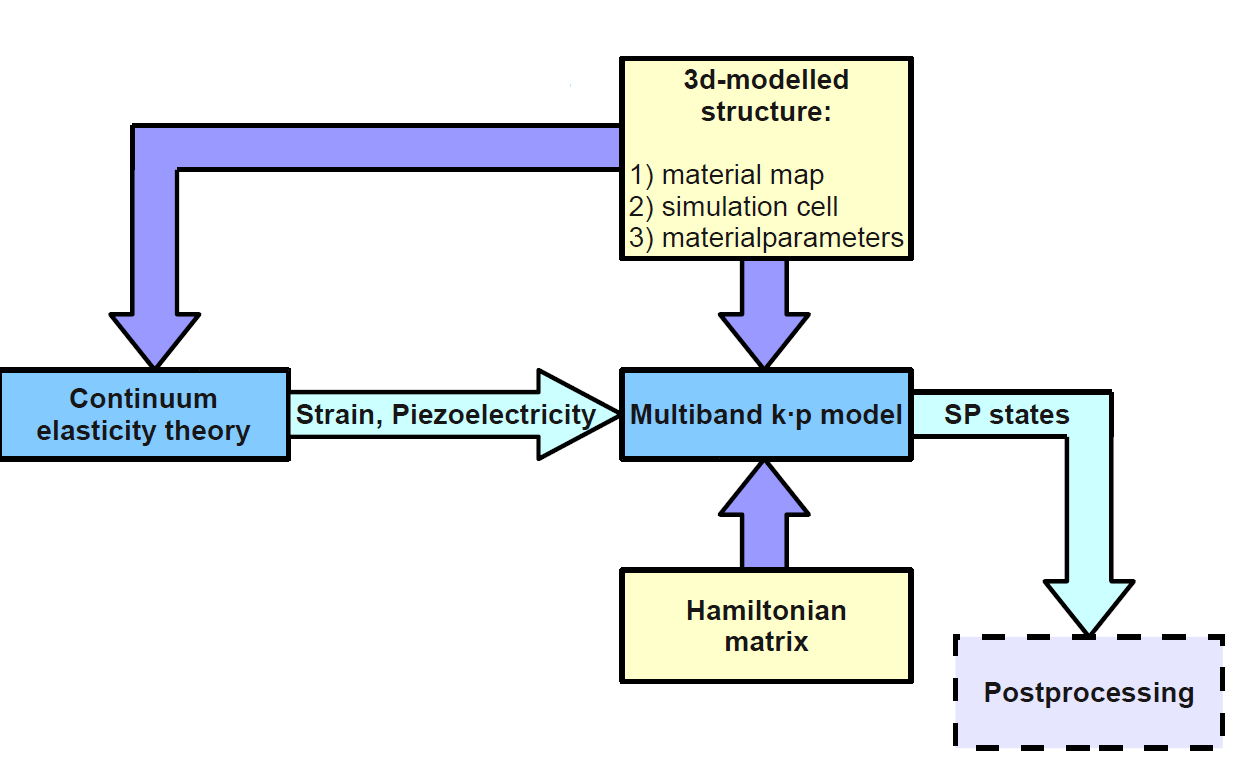 3d-modelled
structure:
1) material map
2) simulation cell
3) materialparameters
Continuum
elasticity theory
Strain, Piezoelectricity
Multiband k·p model
SP states
Hamiltonian
matrix
Postprocessing